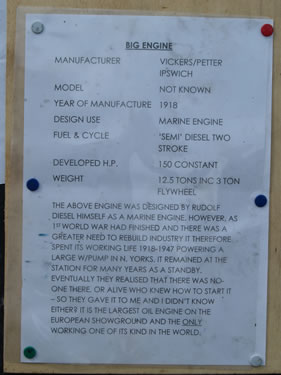 BIG ENGINE
MANUFACTURER VICKERS/PETTER
IPSWICH
MODEL NOT KNOWN
YEAR OF MANUFACTURE 1918
DESIGN USE MARINE ENGINE
FUEL & CYCLE 'SEMI' DIESEL TWO
STROKE
DEVELOPED H.P. 150 CONSTANT
WEIGHT 12.5 TONS INC 3 TON
FLYWHEEL
THE ABOVE ENGINE WAS DESIGNED BY RUDOLF
DIESEL HIMSELF AS A MARINE ENGINE. HOWEVER, AS
1ST WORLD WAR HAD FINISHED AND THERE WAS A
GREATER NEED TO REBUILD INDUSTRY IT THEREFORE
SPENT ITS WORKING LIFE 1918-1947 POWERING A
LARGE W/PUMP IN N. YORKS. IT REMAINED AT THE
STATION FOR MANY YEARS AS A STANDBY.
EVENTUALLY THEY REALISED THAT THERE WAS NO-
ONE THERE, OR ALIVE WHO KNEW HOW TO START IT
– SO THEY GAVE IT TO ME AND I DIDN'T KNOW
EITHER? IT IS THE LARGEST OIL ENGINE ON THE
EUROPEAN SHOWGROUND AND THE ONLY
WORKING ONE OF ITS KIND IN THE WORLD.